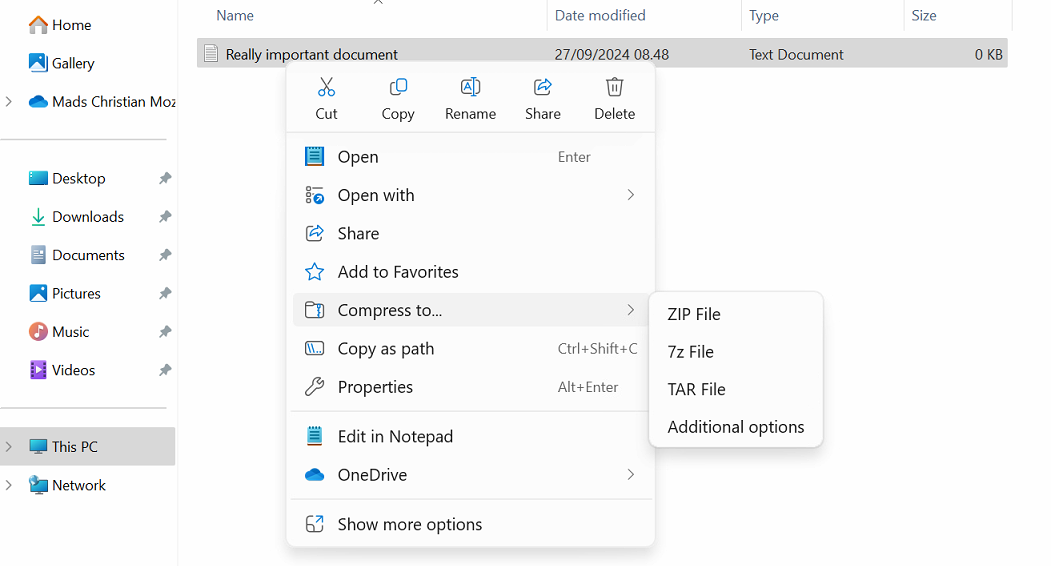 Home
Gallery
Mads Christian Moz
Desktop
Downloads
Documents
Pictures
Music
Videos
This PC
Network
Name Date modified Type Size
Really important document 27/09/2024 08.48 Text Document 0 KB
Cut Copy Rename Share Delete
Open Enter
Open with
Share
Add to Favorites
Compress to...
Copy as path Ctrl+Shift+C
Properties Alt+Enter
Edit in Notepad
OneDrive
Show more options
ZIP File
7z File
TAR File
Additional options